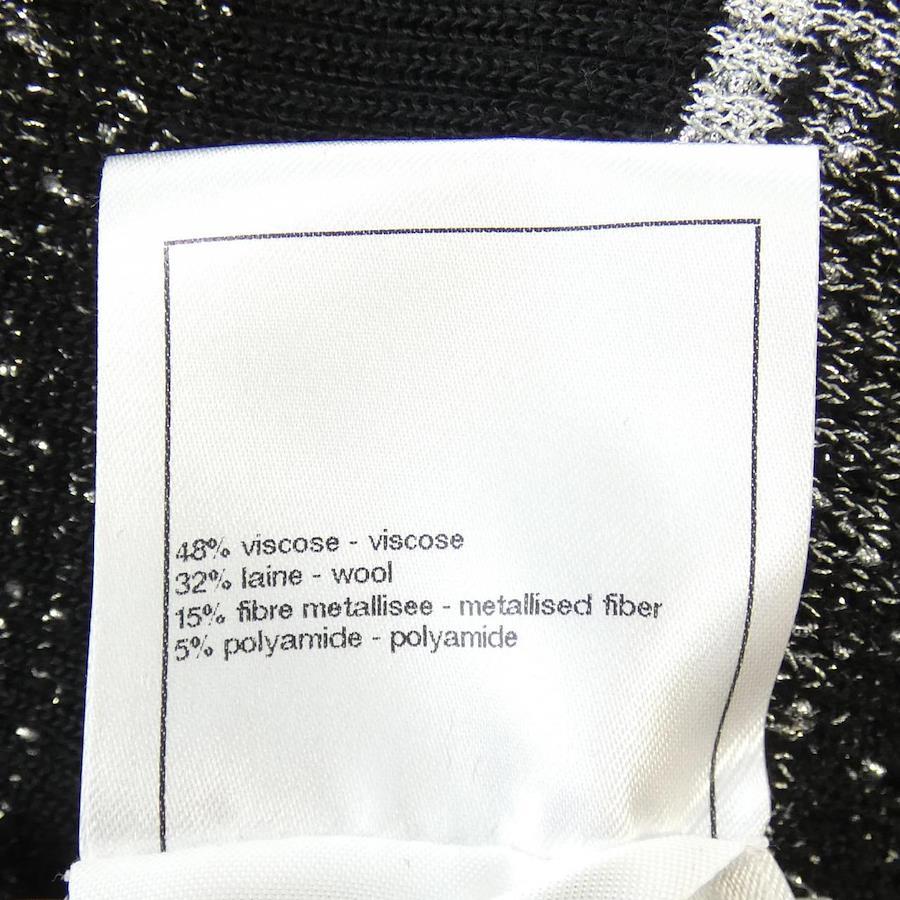 48% viscose - viscose
32% laine - wool
15% fibre metallisee - metallised fiber
5% polyamide - polyamide